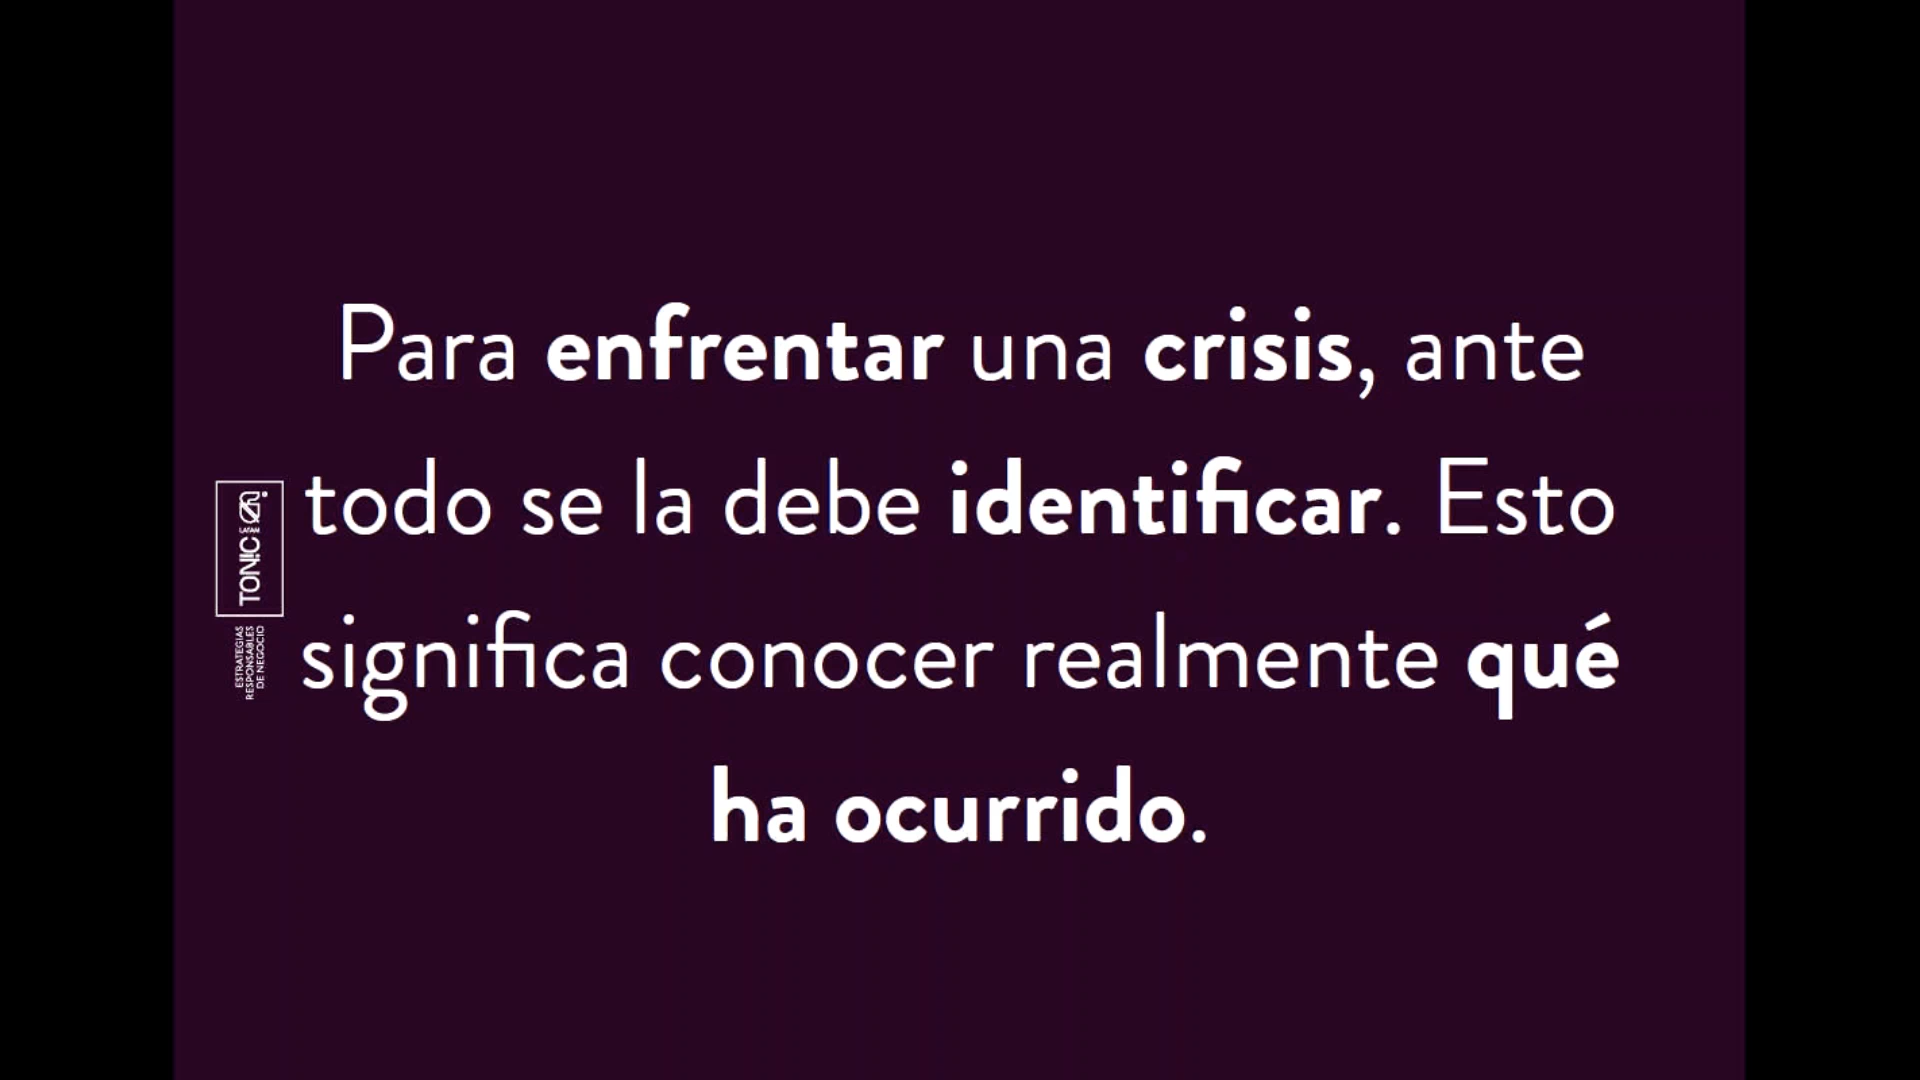 Para enfrentar una crisis, ante
todo se la debe identificar. Esto
significa conocer realmente qué
ha ocurrido.
TONIC
ESTRATEGIAS
RESPONSABLES
DE NEGOCIO